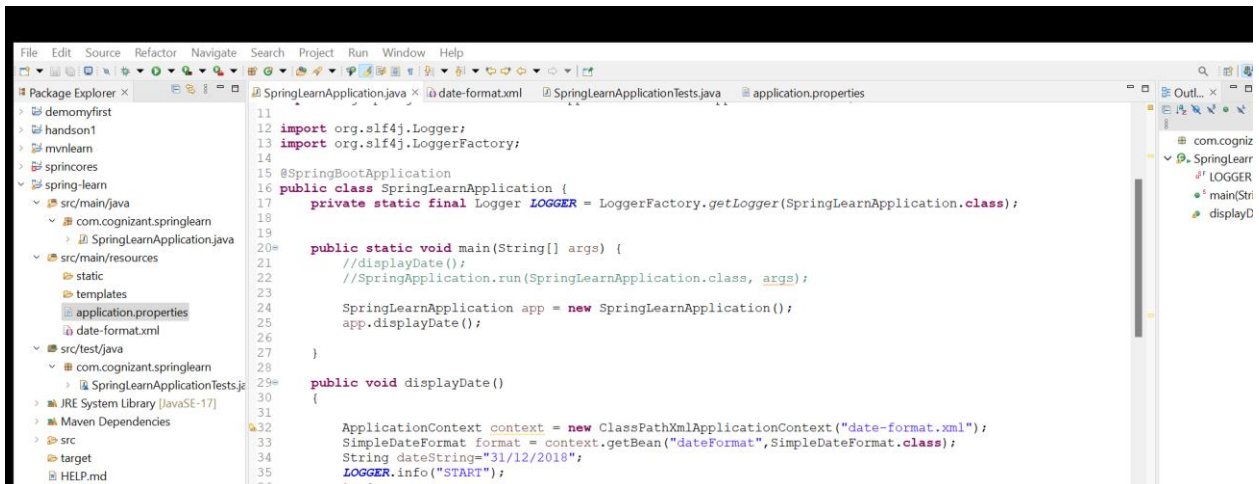 File Edit Source Refactor Navigate Search Project Run Window Help
Package Explorer ×
demomyfirst
handson1
mvnlearn
sprincores
spring-learn
src/main/java
com.cognizant.springlearn
SpringLearnApplication.java
src/main/resources
static
templates
application.properties
date-format.xml
src/test/java
com.cognizant.springlearn
SpringLearnApplicationTests.ja
JRE System Library [JavaSE-17]
Maven Dependencies
src
target
HELP.md
SpringLearnApplication.java × date-format.xml SpringLearnApplicationTests.java application.properties
11
12 import org.slf4j.Logger;
13 import org.slf4j.LoggerFactory;
14
15 @SpringBootApplication
16 public class SpringLearnApplication {
17 private static final Logger LOGGER = LoggerFactory.getLogger(SpringLearnApplication.class);
18
19
20 public static void main(String[] args) {
21 //displayDate();
22 //SpringApplication.run(SpringLearnApplication.class, args);
23
24 SpringLearnApplication app = new SpringLearnApplication();
25 app.displayDate();
26
27 }
28
29 public void displayDate()
30 {
31
32 ApplicationContext context = new ClassPathXmlApplicationContext("date-format.xml");
33 SimpleDateFormat format = context.getBean("dateFormat",SimpleDateFormat.class);
34 String dateString="31/12/2018";
35 LOGGER.info("START");
Outl... ×
com.cogniz
SpringLearn
LOGGER
main(Stri
displayD